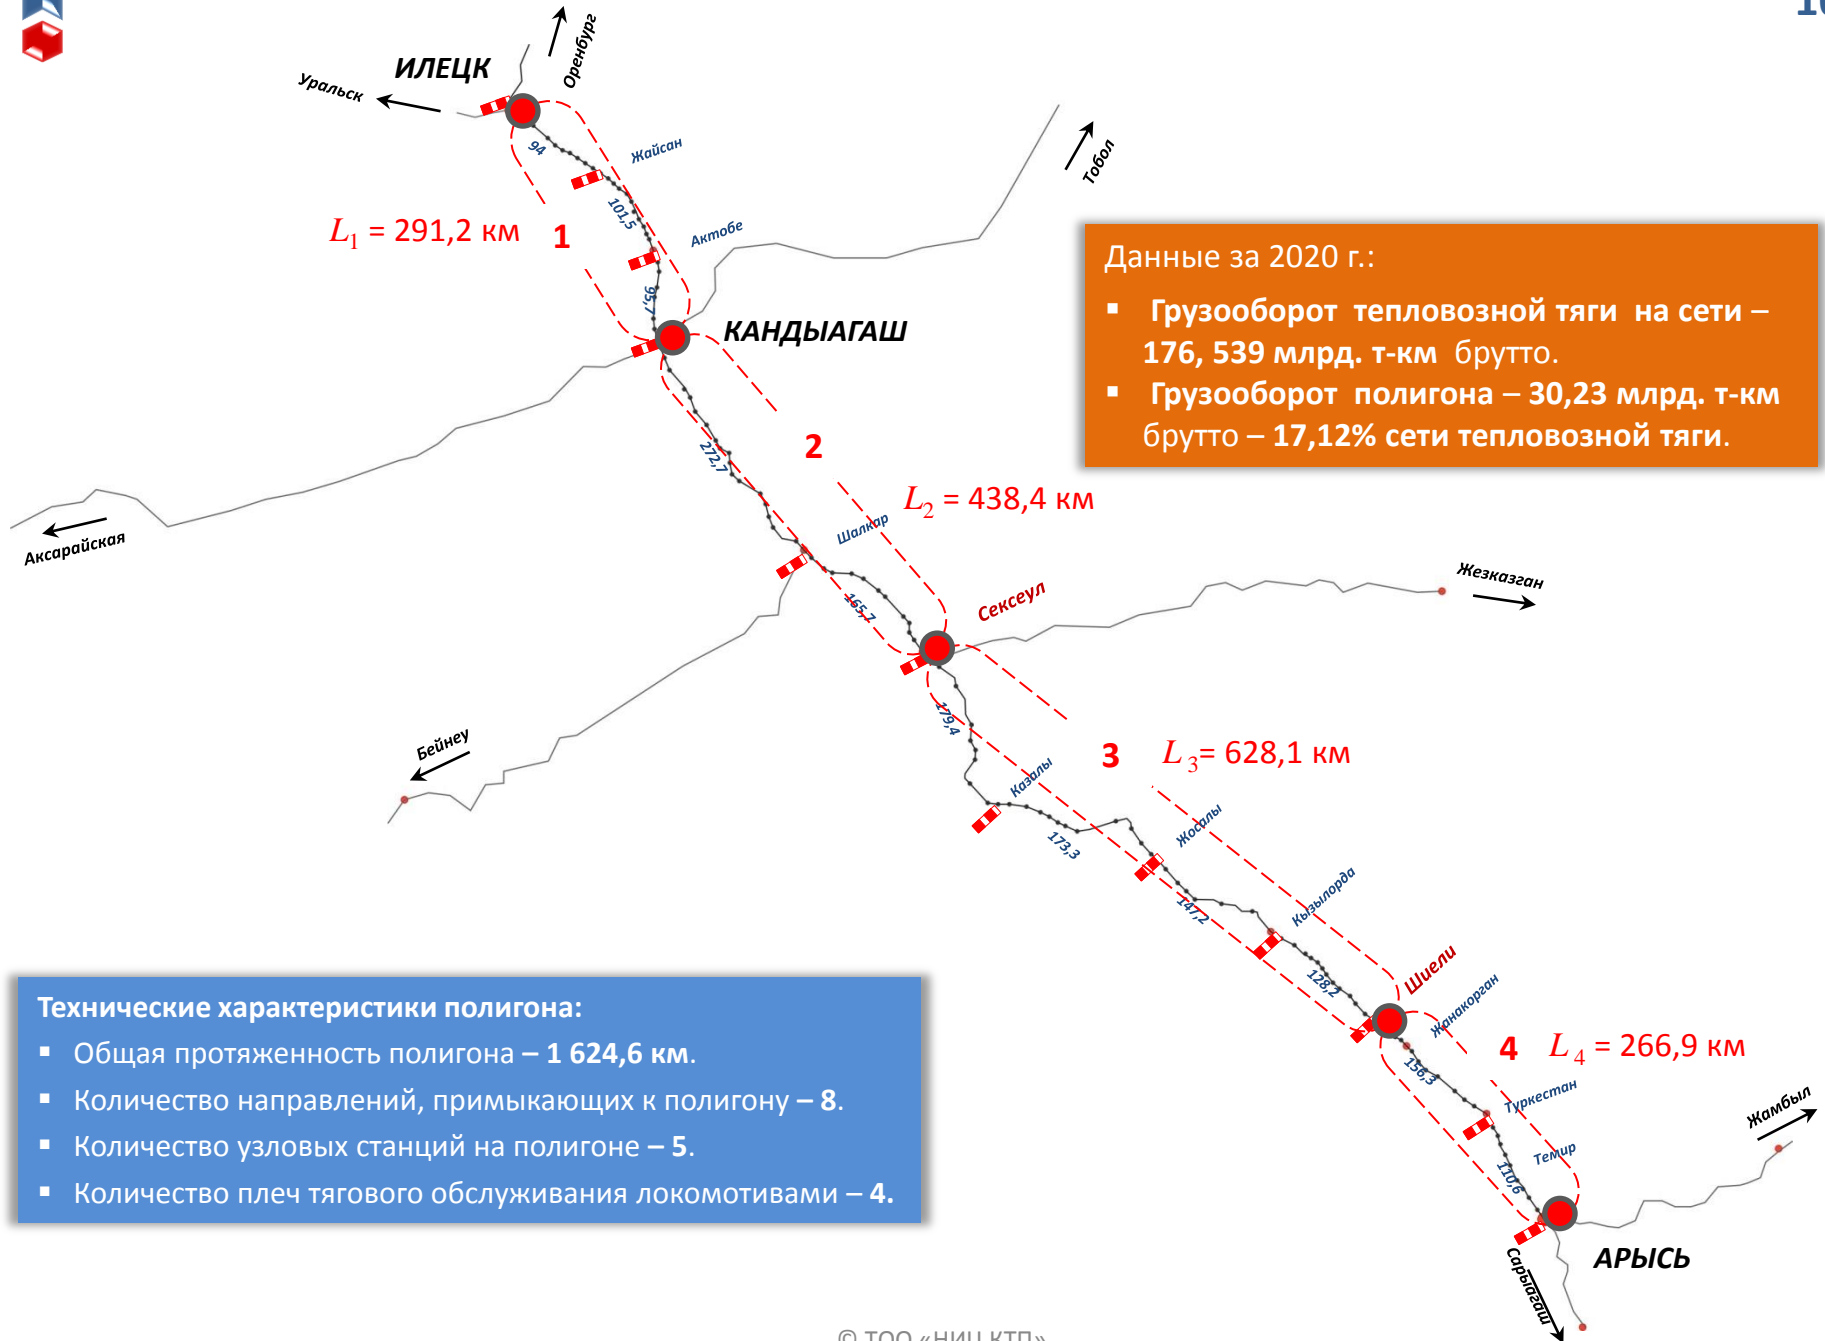 ИЛЕЦК
Уральск
Оренбург
Тобол
94
Жайсан
101,5
L1 = 291,2 км
1
Актобе
95,7
КАНДЫАГАШ
Данные за 2020 г.:
▪ Грузооборот тепловозной тяги на сети –
176, 539 млрд. т-км брутто.
▪ Грузооборот полигона – 30,23 млрд. т-км
брутто – 17,12% сети тепловозной тяги.
2
272,7
L2 = 438,4 км
Шалкар
Аксарайская
165,7
Сексеул
Жезказган
179,4
Бейнеу
3
L3= 628,1 км
Казалы
173,3
Жосалы
147,2
Кызылорда
128,2
Шиели
Жанакорган
4
L4 = 266,9 км
156,3
Туркестан
Темир
110,6
Жамбыл
АРЫСЬ
Сарыагаш
Технические характеристики полигона:
▪ Общая протяженность полигона – 1 624,6 км.
▪ Количество направлений, примыкающих к полигону – 8.
▪ Количество узловых станций на полигоне – 5.
▪ Количество плеч тягового обслуживания локомотивами – 4.
© ТОО «НИЦ КТП»